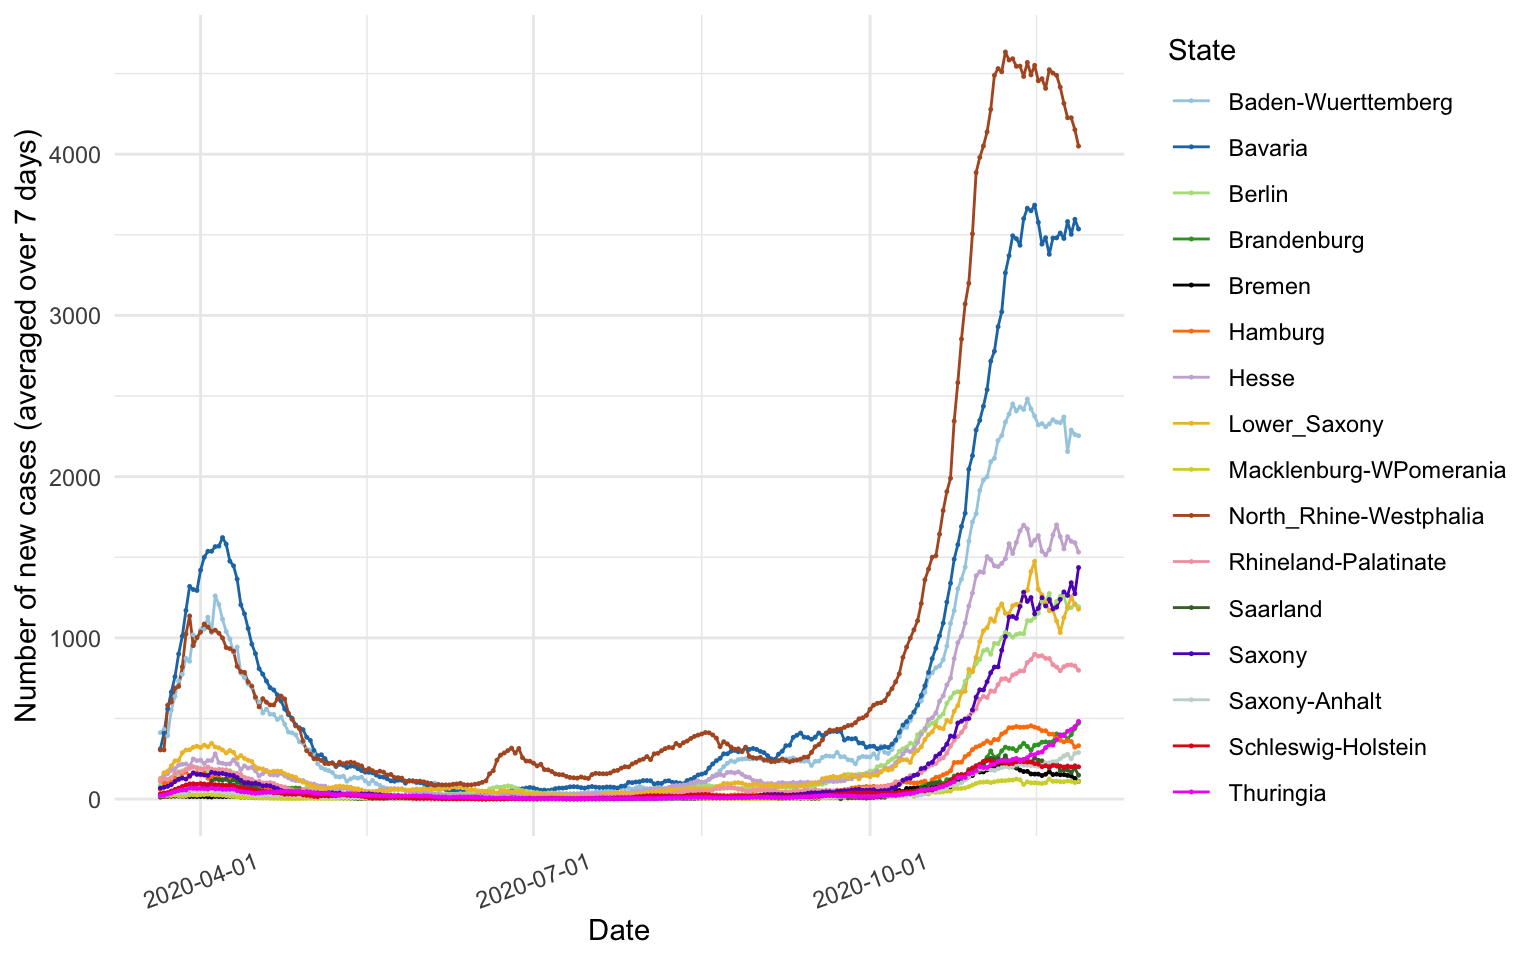 Number of new cases (averaged over 7 days)
4000
3000
2000
1000
0
2020-04-01
2020-07-01
2020-10-01
Date
State
Baden-Wuerttemberg
Bavaria
Berlin
Brandenburg
Bremen
Hamburg
Hesse
Lower_Saxony
Macklenburg-WPomerania
North_Rhine-Westphalia
Rhineland-Palatinate
Saarland
Saxony
Saxony-Anhalt
Schleswig-Holstein
Thuringia